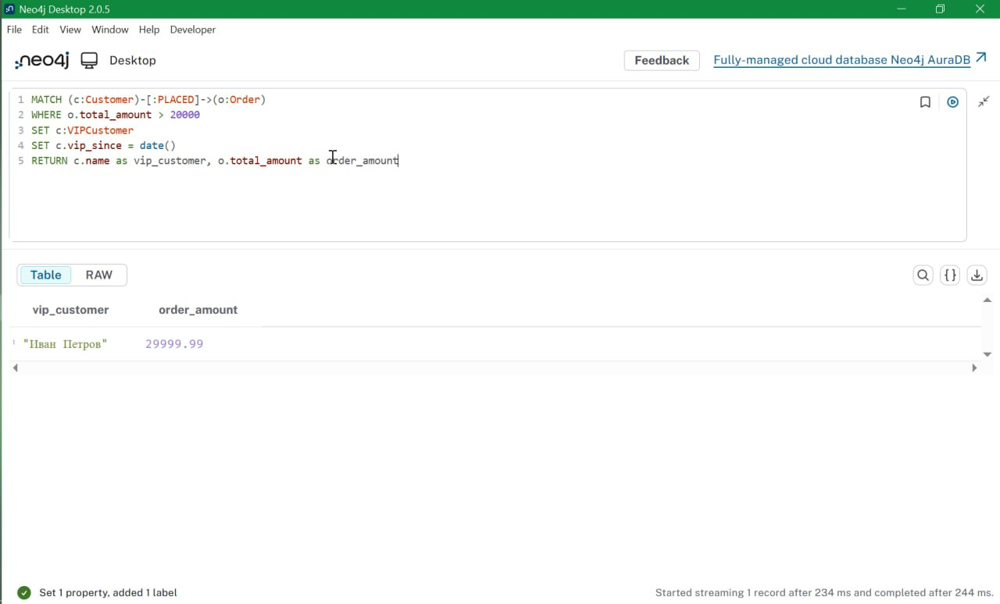 Neo4j Desktop 2.0.5
File Edit View Window Help Developer
neo4j Desktop Feedback Fully-managed cloud database Neo4j AuraDB
1 MATCH (c:Customer)-[:PLACED]->(o:Order)
2 WHERE o.total_amount > 20000
3 SET c:VIPCustomer
4 SET c.vip_since = date()
5 RETURN c.name as vip_customer, o.total_amount as order_amount
Table RAW
vip_customer order_amount
1 "Иван Петров" 29999.99
Set 1 property, added 1 label Started streaming 1 record after 234 ms and completed after 244 ms.